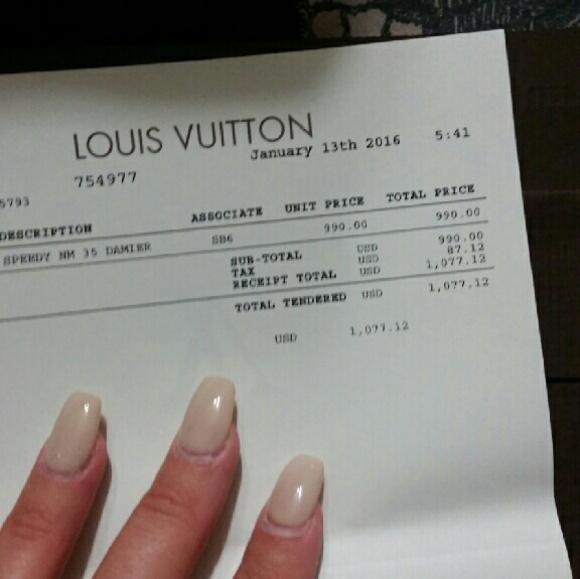 LOUIS VUITTON
January 13th 2016 5:41
5793 754977
DESCRIPTION ASSOCIATE UNIT PRICE TOTAL PRICE
SPEEDY NM 35 DAMIER SB6 990.00 990.00
SUB-TOTAL USD 990.00
TAX USD 87.12
RECEIPT TOTAL USD 1,077.12
TOTAL TENDERED USD 1,077.12
USD 1,077.12